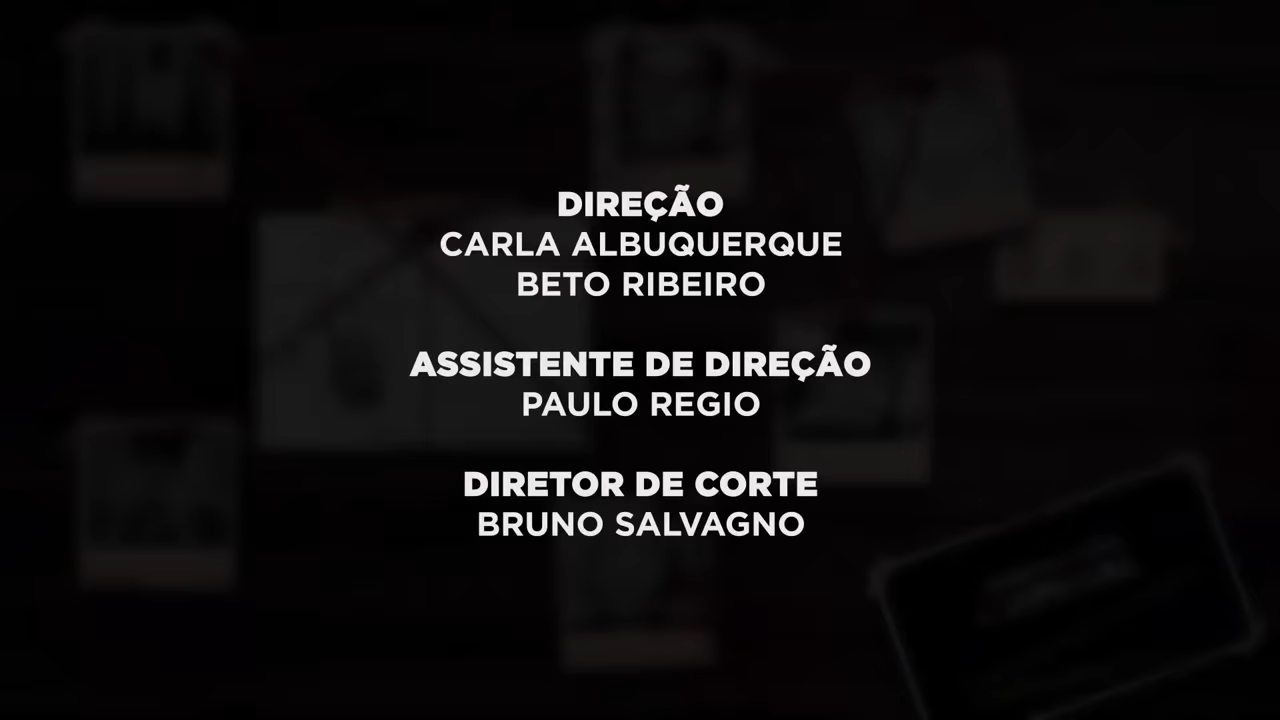 DIREÇÃO
CARLA ALBUQUERQUE
BETO RIBEIRO
ASSISTENTE DE DIREÇÃO
PAULO REGIO
DIRETOR DE CORTE
BRUNO SALVAGNO